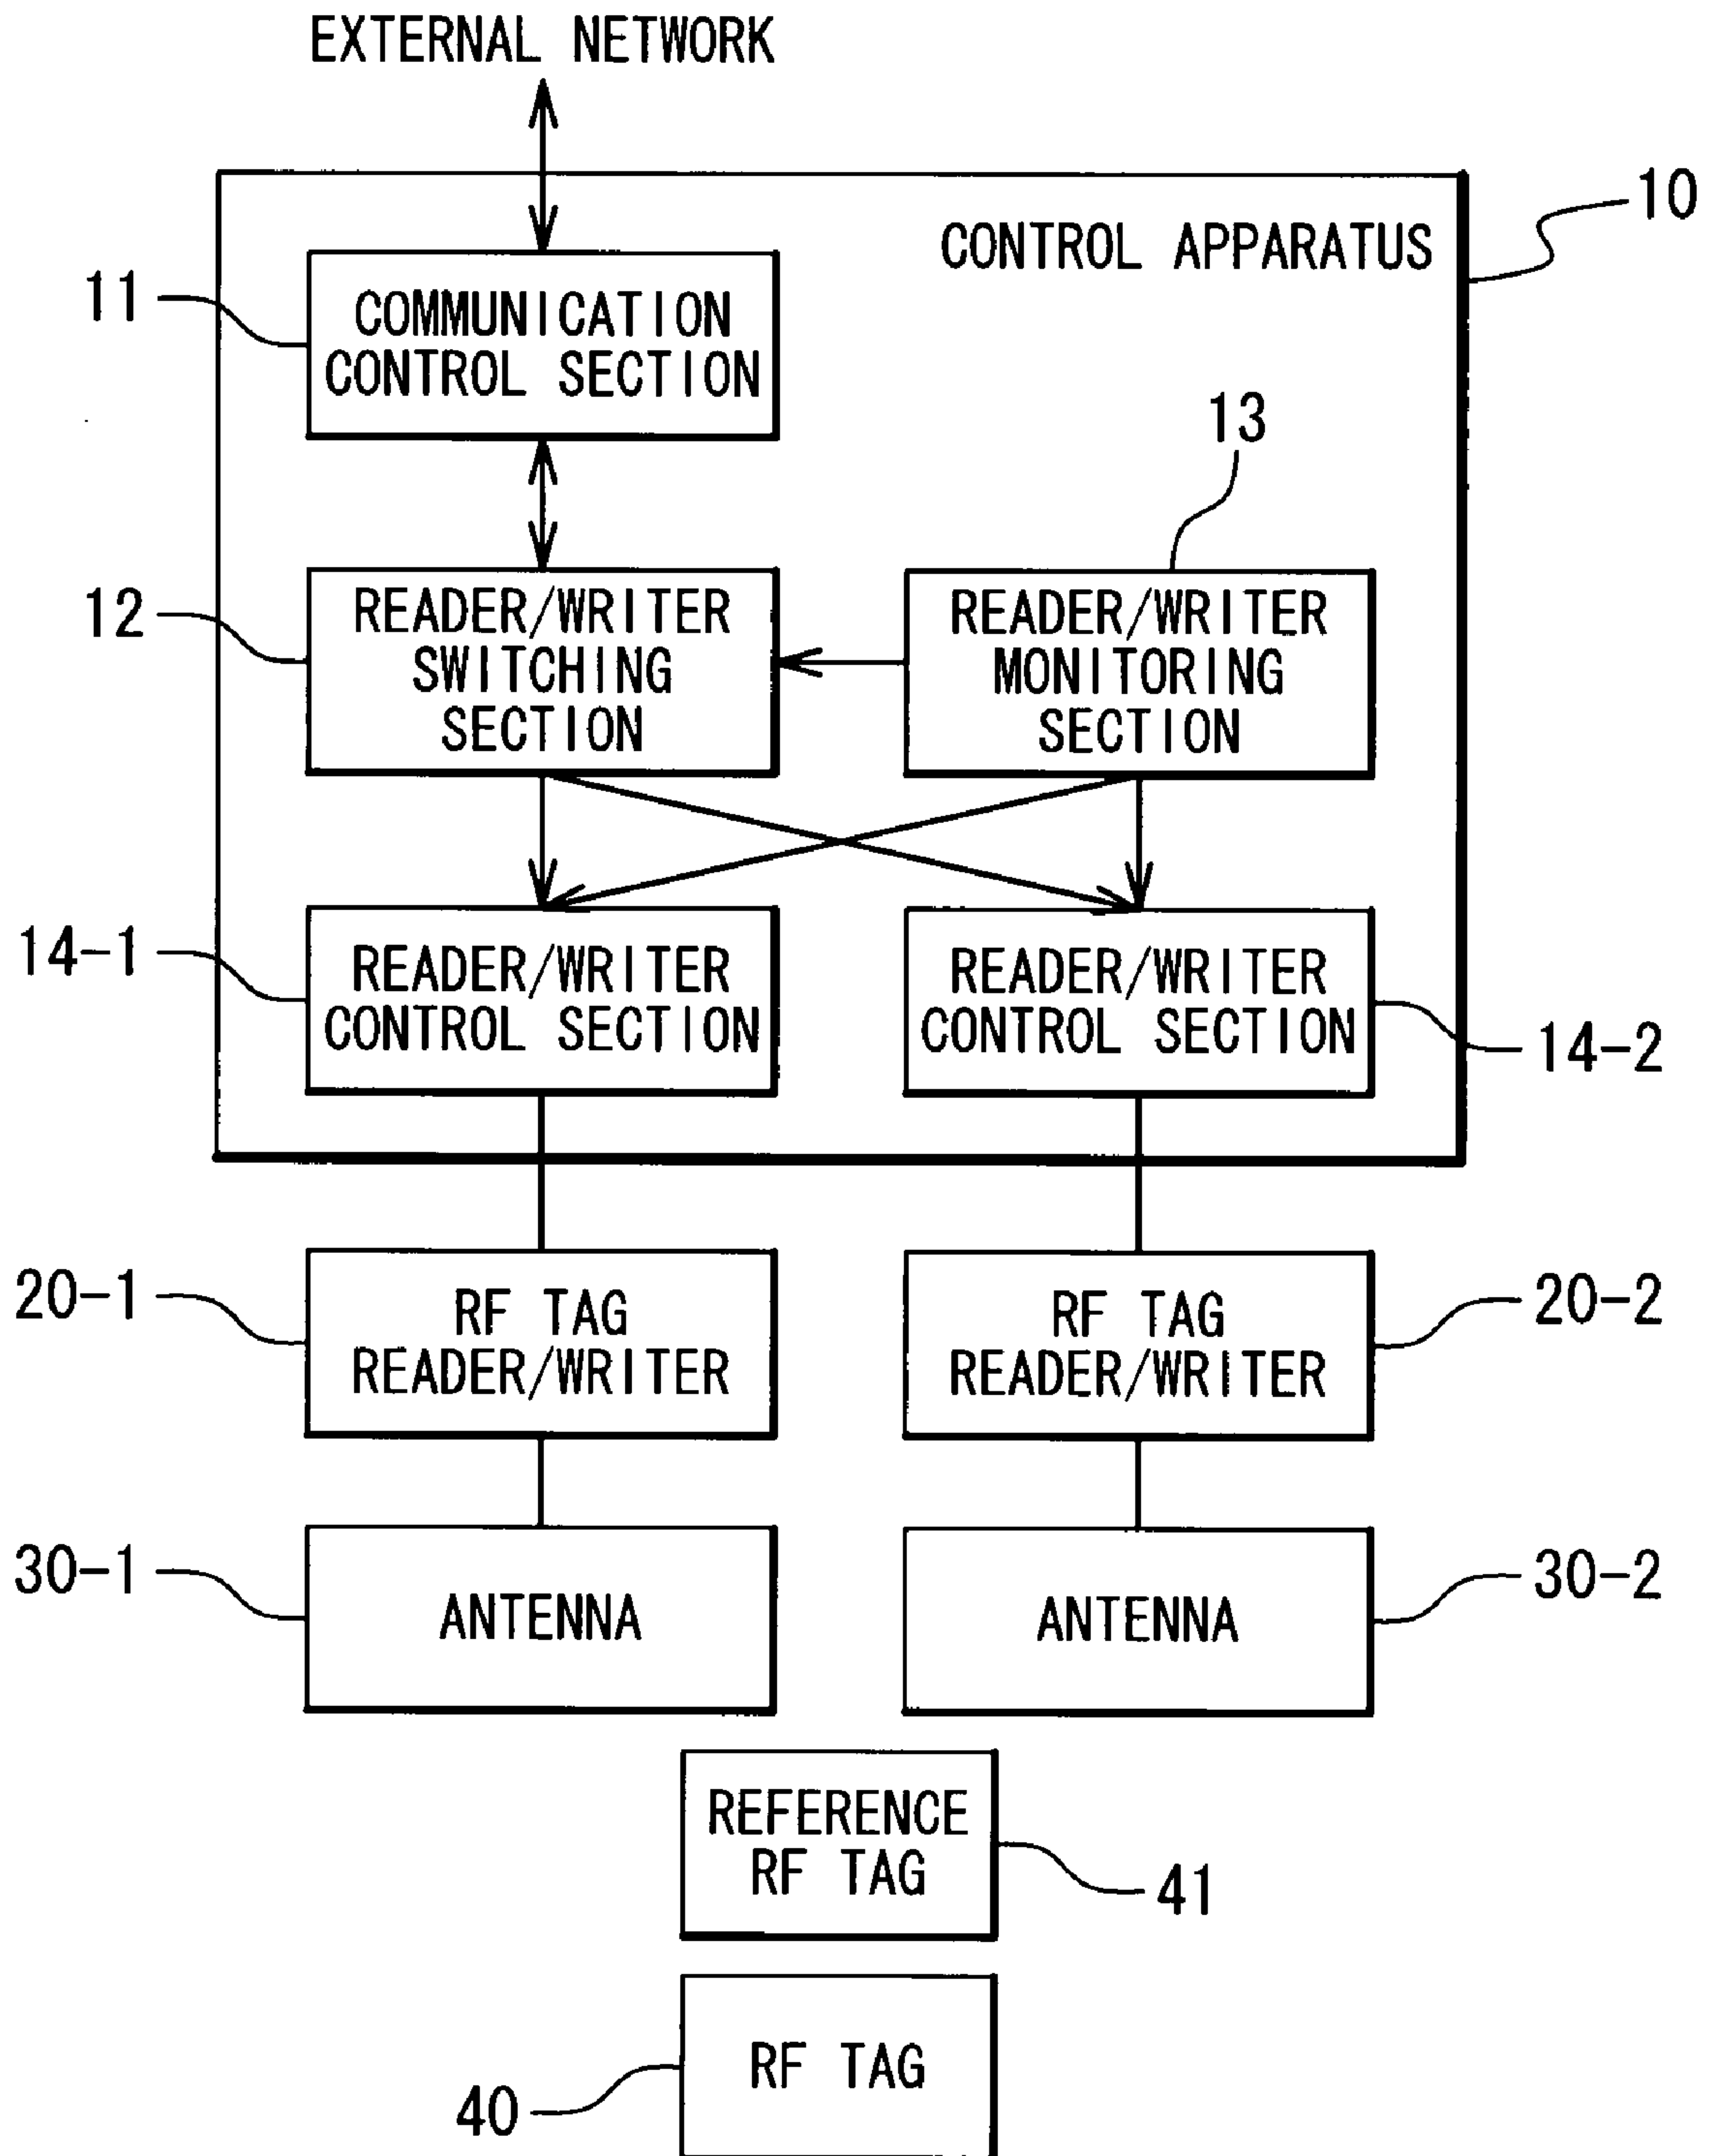 EXTERNAL NETWORK
CONTROL APPARATUS
10
11
COMMUNICATION
CONTROL SECTION
13
12
READER/WRITER
SWITCHING
SECTION
READER/WRITER
MONITORING
SECTION
14-1
READER/WRITER
CONTROL SECTION
READER/WRITER
CONTROL SECTION
14-2
20-1
RF TAG
READER/WRITER
RF TAG
READER/WRITER
20-2
30-1
ANTENNA
ANTENNA
30-2
REFERENCE
RF TAG
41
RF TAG
40